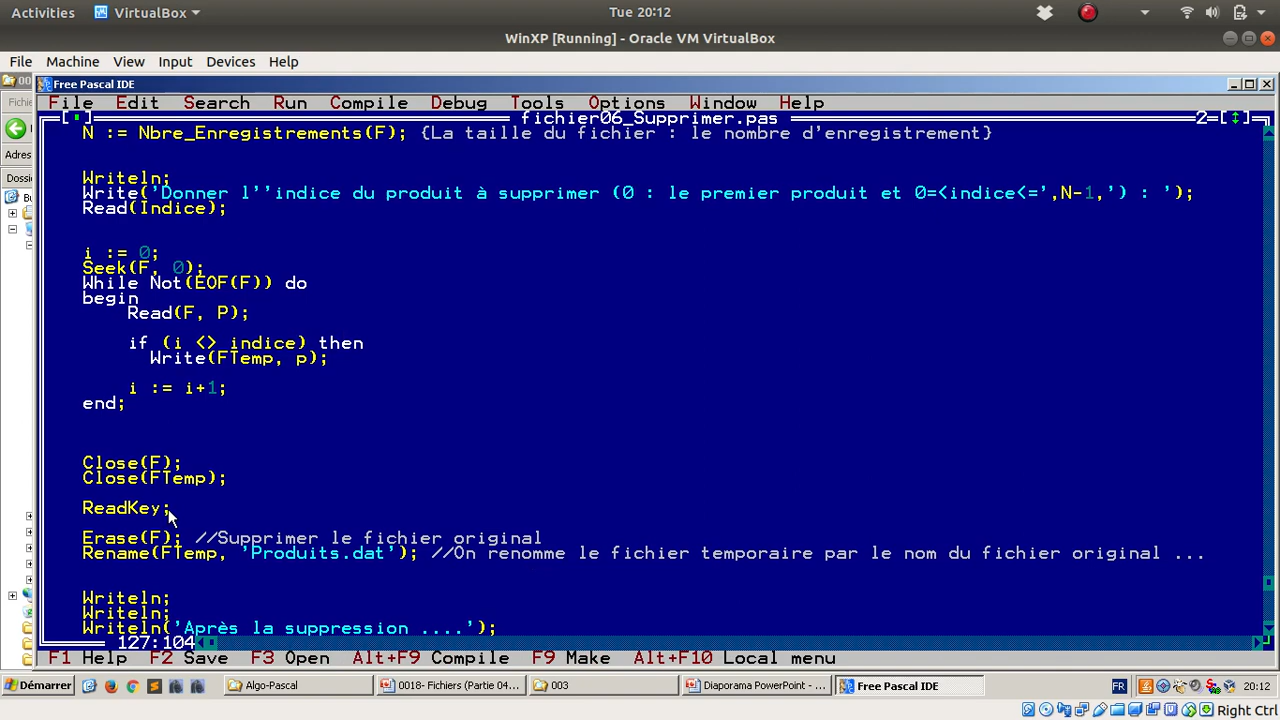 Activities VirtualBox Tue 20:12
WinXP [Running] - Oracle VM VirtualBox
File Machine View Input Devices Help
00 Free Pascal IDE
Fichie File Edit Search Run Compile Debug Tools Options Window Help
[■] fichier06_Supprimer.pas 2=[↕]
N := Nbre_Enregistrements(F); {La taille du fichier : le nombre d'enregistrement}
Adres
Dossie
Writeln;
Write('Donner l''indice du produit à supprimer (0 : le premier produit et 0=<indice<=',N-1,') : ');
Read(Indice);
i := 0;
Seek(F, 0);
While Not(EOF(F)) do
begin
Read(F, P);
if (i <> indice) then
Write(FTemp, p);
i := i+1;
end;
Close(F);
Close(FTemp);
ReadKey;
Erase(F); //Supprimer le fichier original
Rename(FTemp, 'Produits.dat'); //On renomme le fichier temporaire par le nom du fichier original ...
Writeln;
Writeln;
Writeln('Après la suppression ....');
127:104
F1 Help F2 Save F3 Open Alt+F9 Compile F9 Make Alt+F10 Local menu
Démarrer Algo-Pascal 0018- Fichiers (Partie 04... 003 Diaporama PowerPoint - ... Free Pascal IDE FR 20:12
Right Ctrl